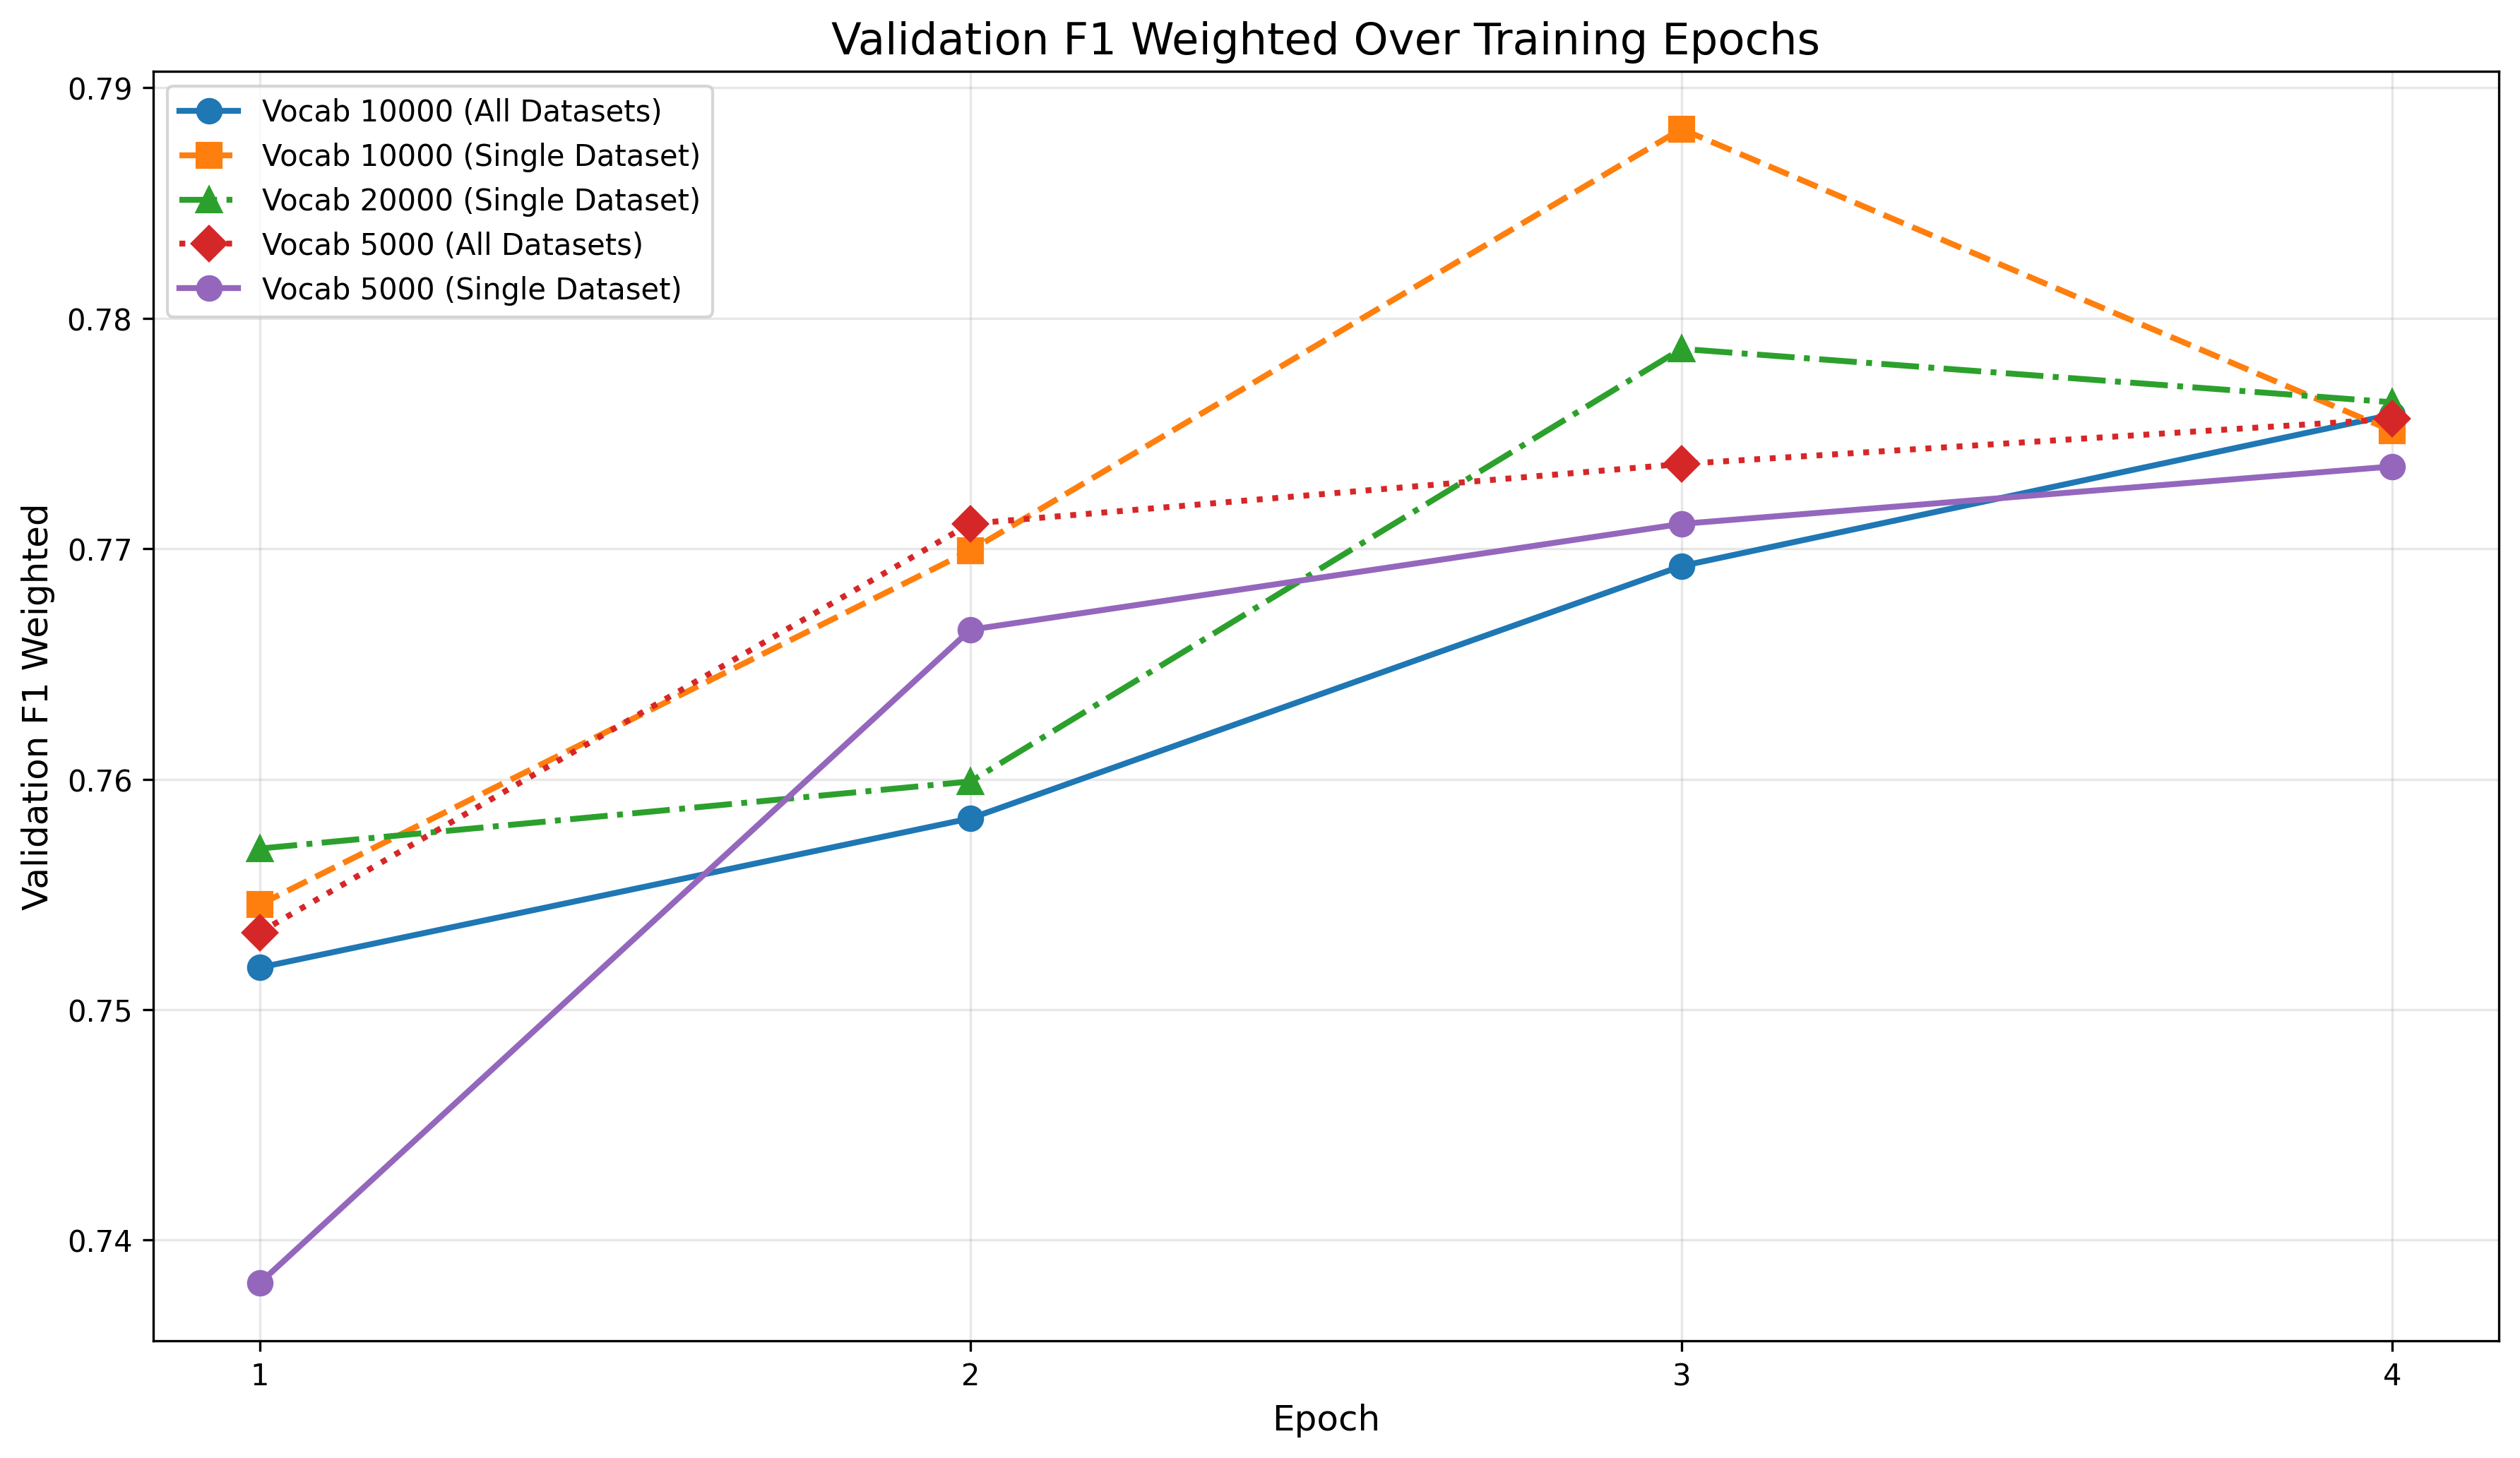 Validation F1 Weighted Over Training Epochs
Vocab 10000 (All Datasets)
Vocab 10000 (Single Dataset)
Vocab 20000 (Single Dataset)
Vocab 5000 (All Datasets)
Vocab 5000 (Single Dataset)
Validation F1 Weighted
0.79
0.78
0.77
0.76
0.75
0.74
1 2 3 4
Epoch